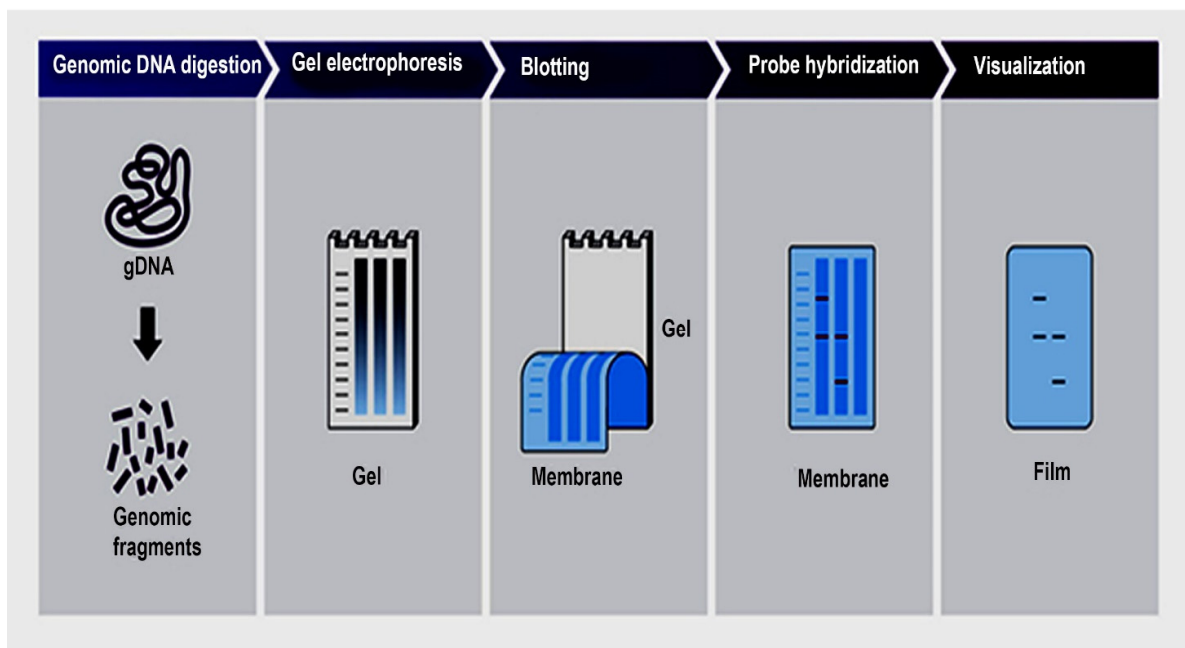 Genomic DNA digestion
Gel electrophoresis
Blotting
Probe hybridization
Visualization
gDNA
Genomic
fragments
Gel
Gel
Membrane
Membrane
Film